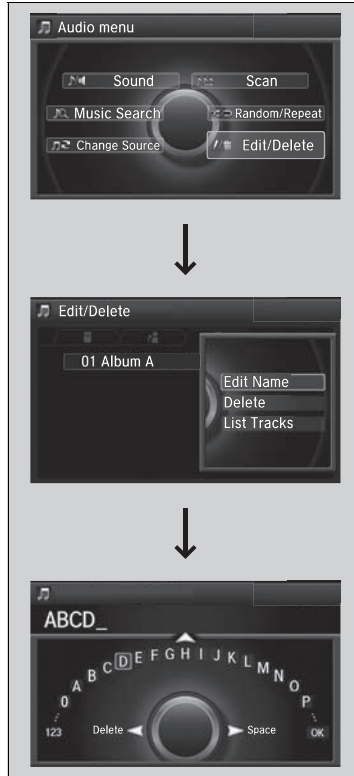 Audio menu
Sound Scan
Music Search Random/Repeat
Change Source Edit/Delete
Edit/Delete
01 Album A
Edit Name
Delete
List Tracks
ABCD_
0 A B C D E F G H I J K L M N O P
123 Delete Space OK